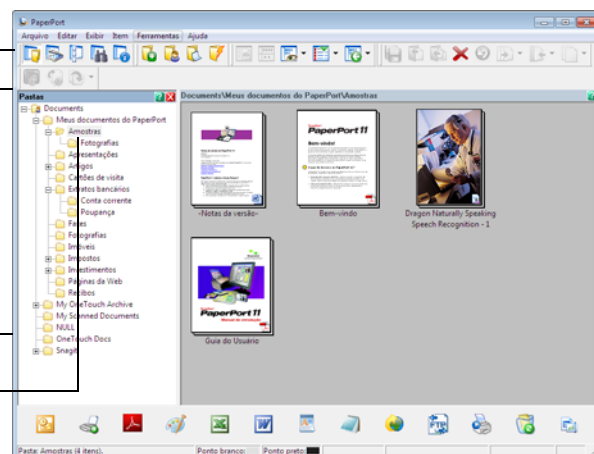 PaperPort
Arquivo Editar Exibir Item Ferramentas Ajuda
Pastas
Documents\Meus documentos do PaperPort\Amostras
Documents
Meus documentos do PaperPort
Amostras
Fotografias
Apresentações
Artigos
Cartões de visita
Extratos bancários
Conta corrente
Poupança
Faxes
Fotografias
Imóveis
Impostos
Investimentos
Páginas da Web
Recibos
My OneTouch Archive
My Scanned Documents
NULL
OneTouch Docs
Snagit
PaperPort 11
Bem-vindo!
-Notas da versão-
Bem-vindo
Dragon Naturally Speaking
Speech Recognition - 1
PaperPort 11
Guia do Usuário
FTP
Pasta: Amostras (4 itens).
Ponto branco:
Ponto preto: